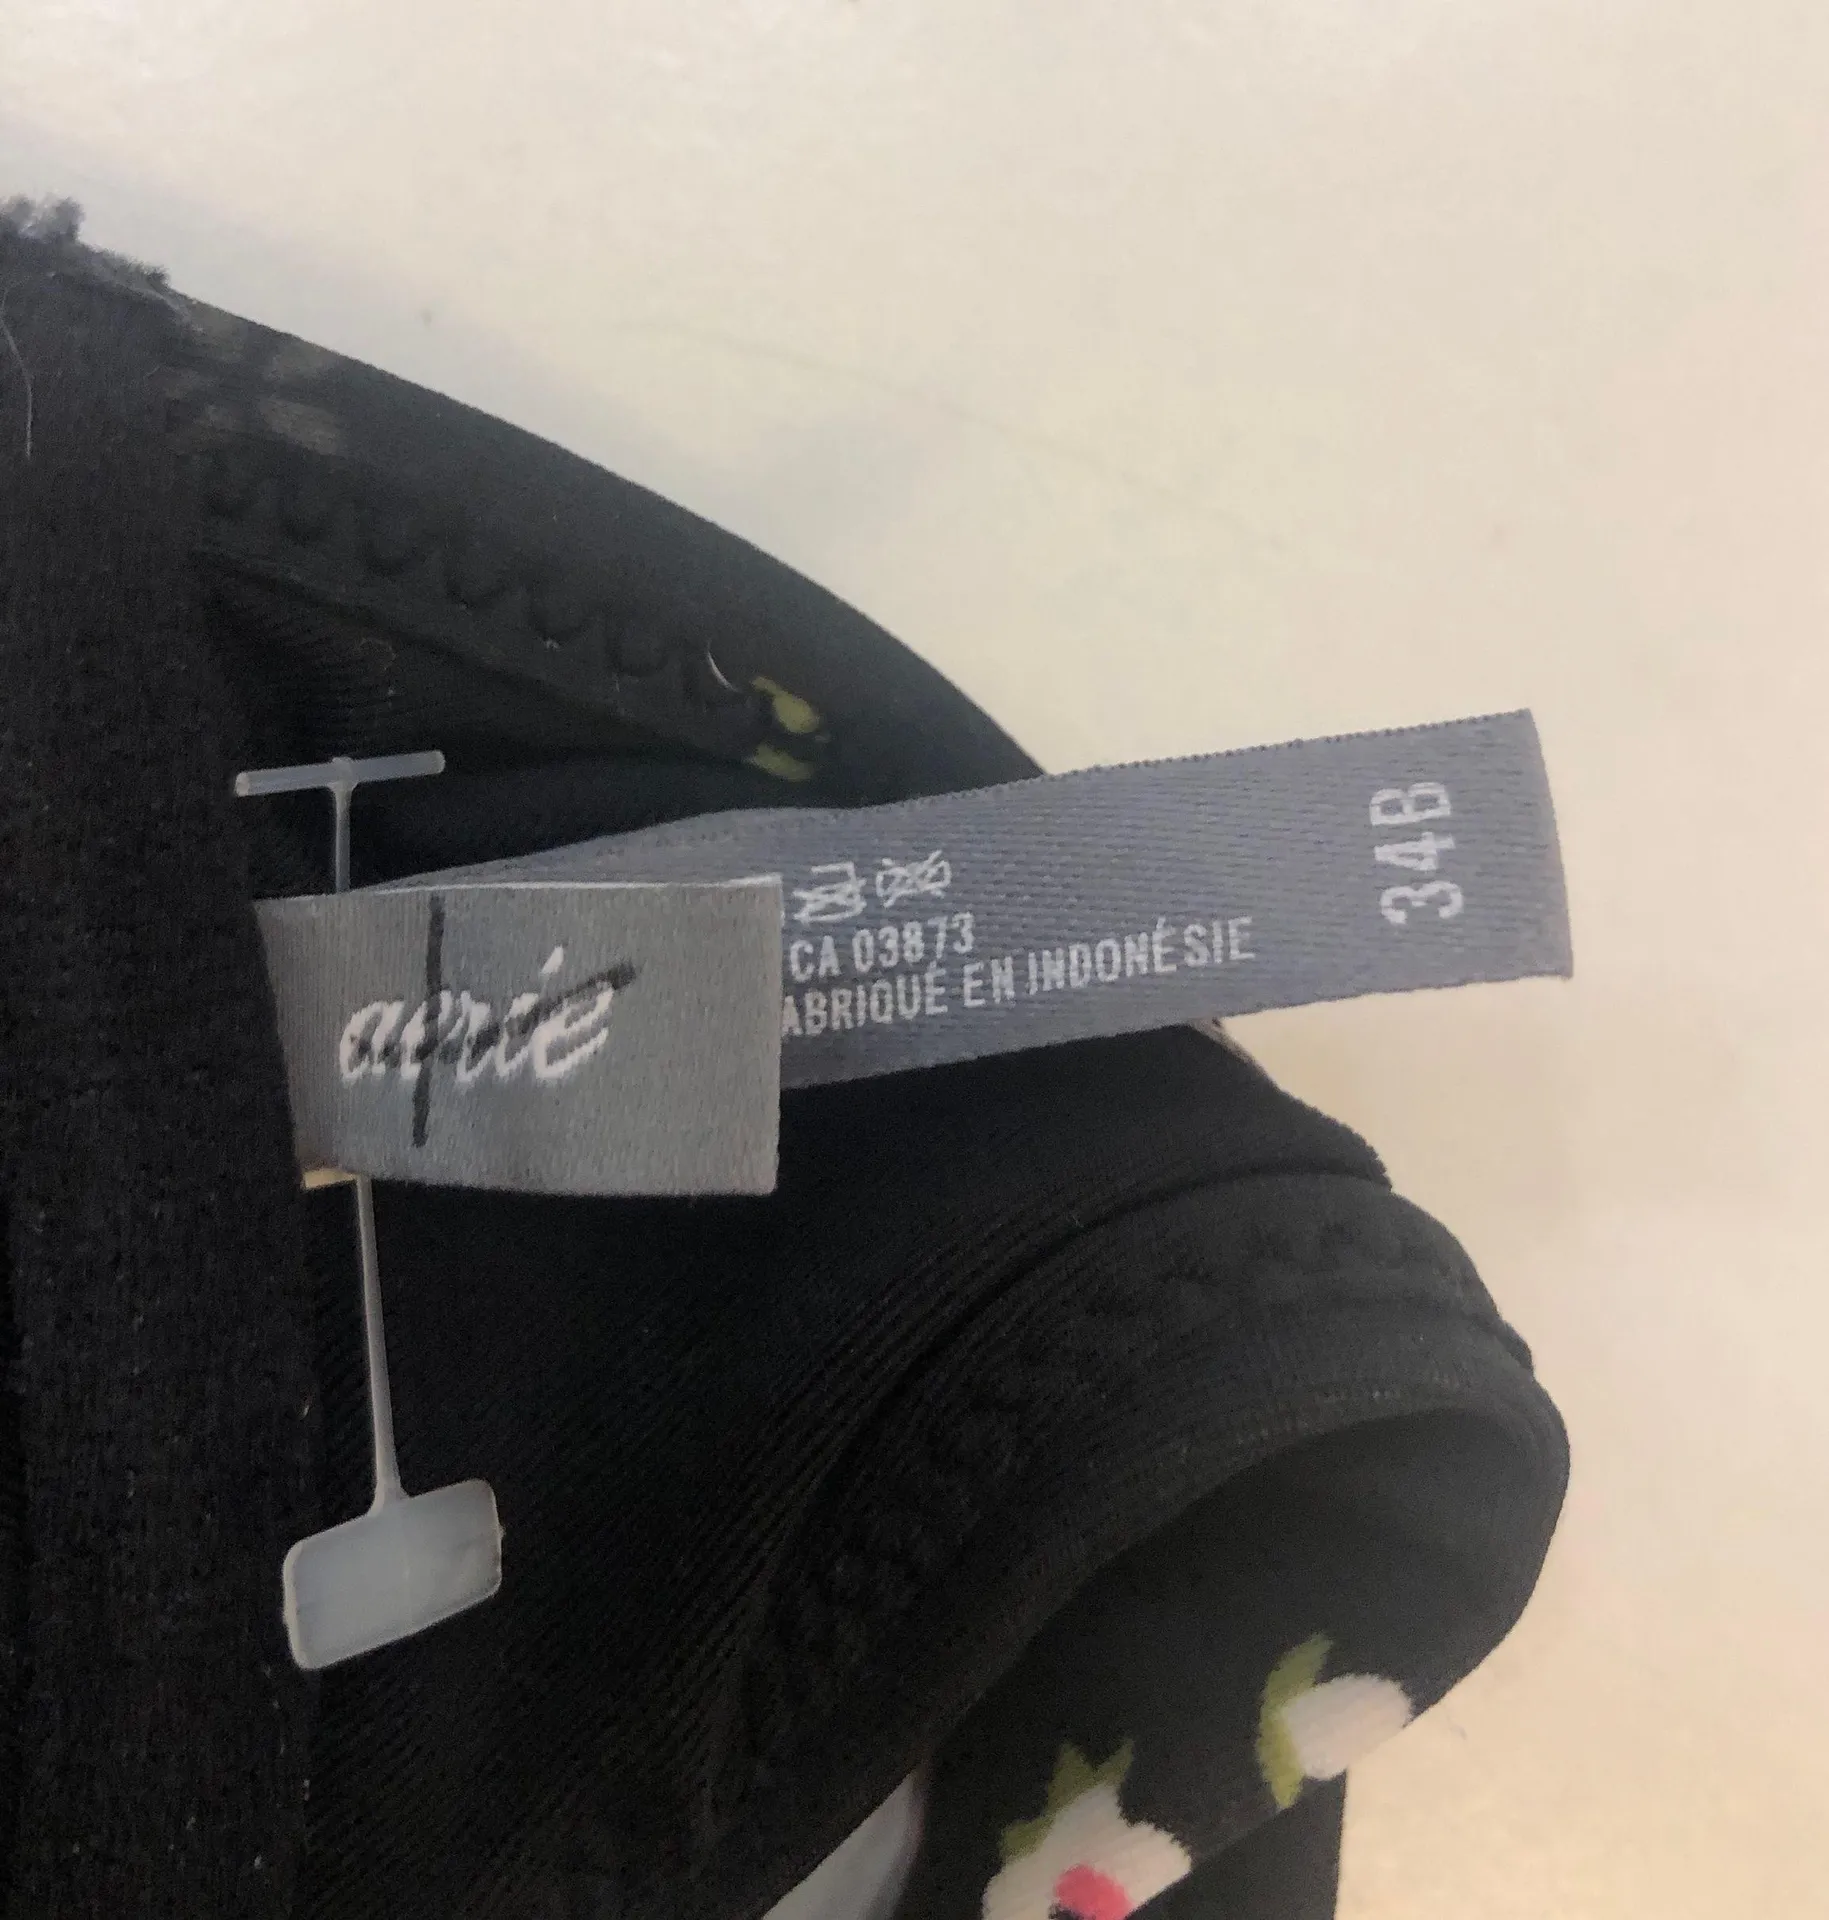 aerie
CA 03873
ABRIQUÉ EN INDONÉSIE
34B